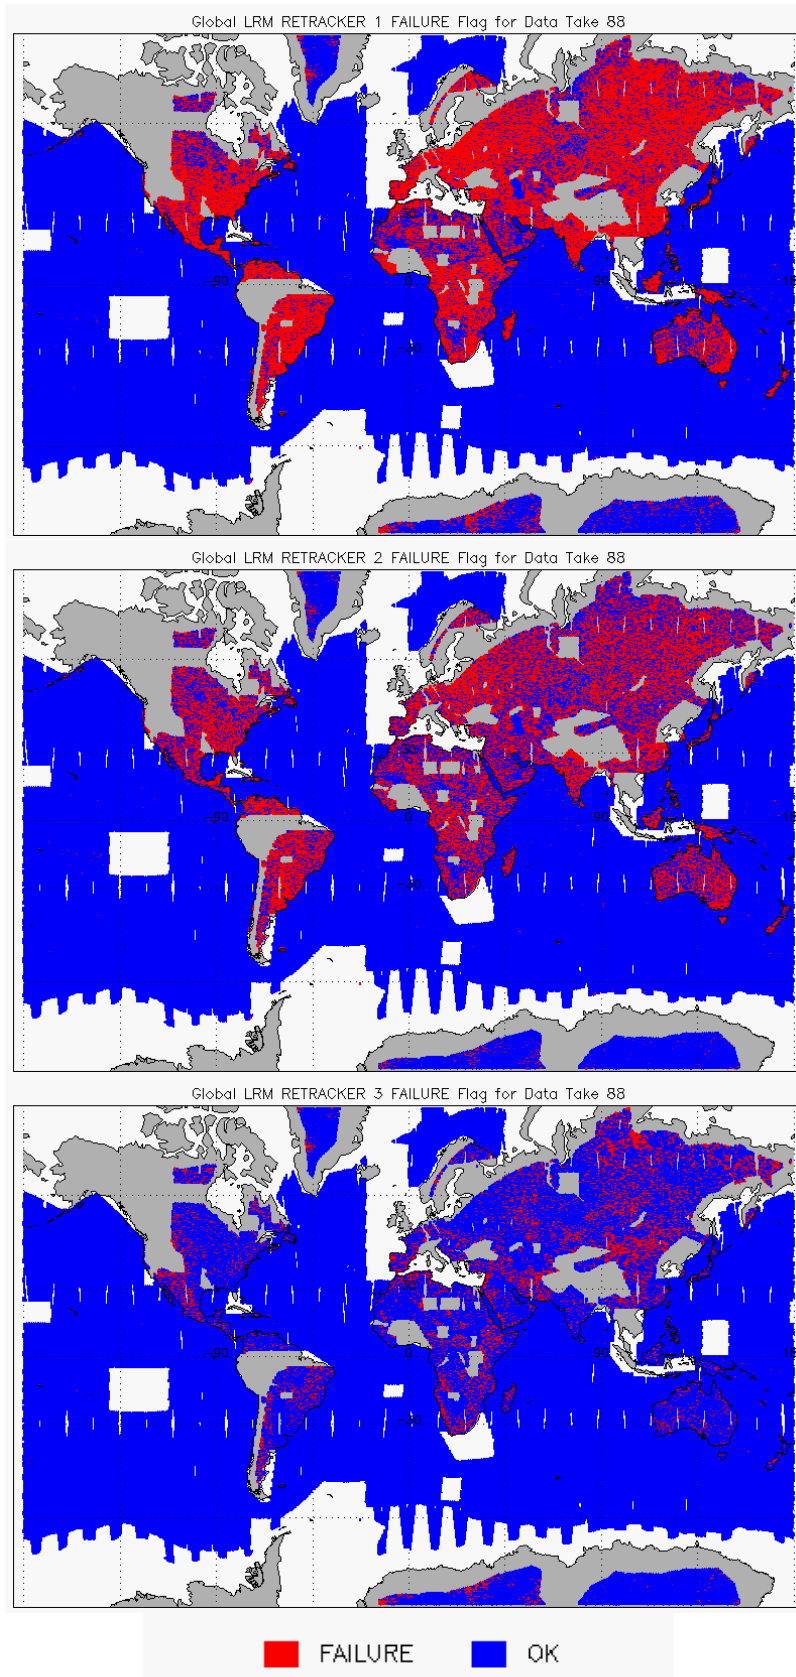 Global LRM RETRACKER 1 FAILURE Flag for Data Take 88
Global LRM RETRACKER 2 FAILURE Flag for Data Take 88
Global LRM RETRACKER 3 FAILURE Flag for Data Take 88
FAILURE OK